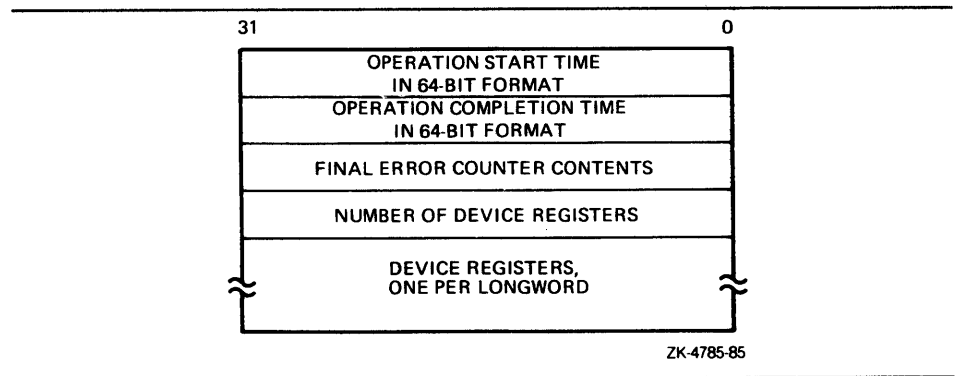 31 0
OPERATION START TIME
IN 64-BIT FORMAT
OPERATION COMPLETION TIME
IN 64-BIT FORMAT
FINAL ERROR COUNTER CONTENTS
NUMBER OF DEVICE REGISTERS
DEVICE REGISTERS,
ONE PER LONGWORD
ZK-4785-85